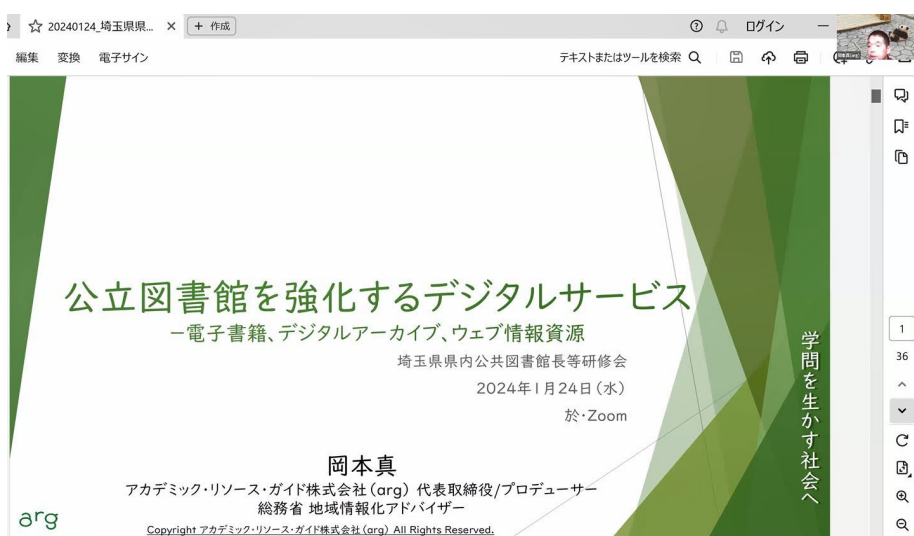 20240124_埼玉県県...
+ 作成
ログイン
編集 変換 電子サイン
テキストまたはツールを検索
公立図書館を強化するデジタルサービス
－電子書籍、デジタルアーカイブ、ウェブ情報資源
埼玉県県内公共図書館長等研修会
2024年1月24日(水)
於・Zoom
岡本真
アカデミック・リソース・ガイド株式会社(arg) 代表取締役/プロデューサー
総務省 地域情報化アドバイザー
Copyright アカデミック・リソース・ガイド株式会社(arg) All Rights Reserved.
arg
学問を生かす社会へ
1
36